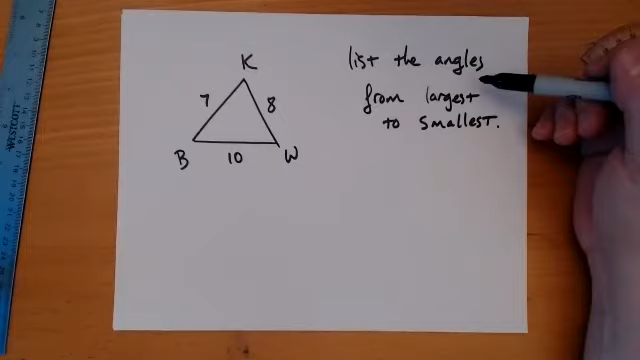 K
list the angles
7
8
from largest
to smallest.
B
10
W
WESTCOTT